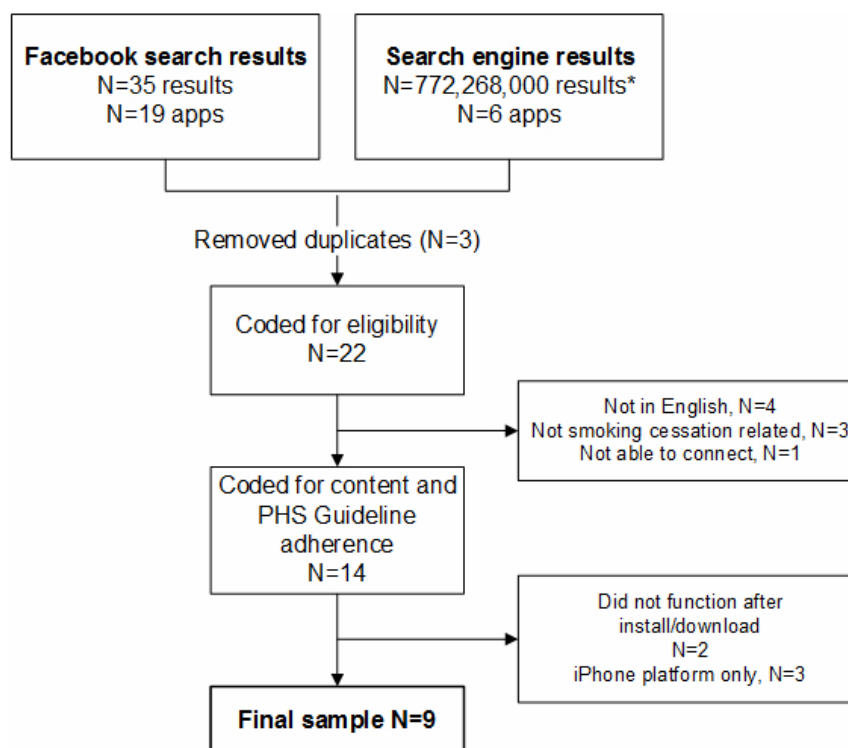 Facebook search results
N=35 results
N=19 apps
Search engine results
N=772,268,000 results*
N=6 apps
Removed duplicates (N=3)
Coded for eligibility
N=22
Not in English, N=4
Not smoking cessation related, N=3
Not able to connect, N=1
Coded for content and
PHS Guideline
adherence
N=14
Did not function after
install/download
N=2
iPhone platform only, N=3
Final sample N=9